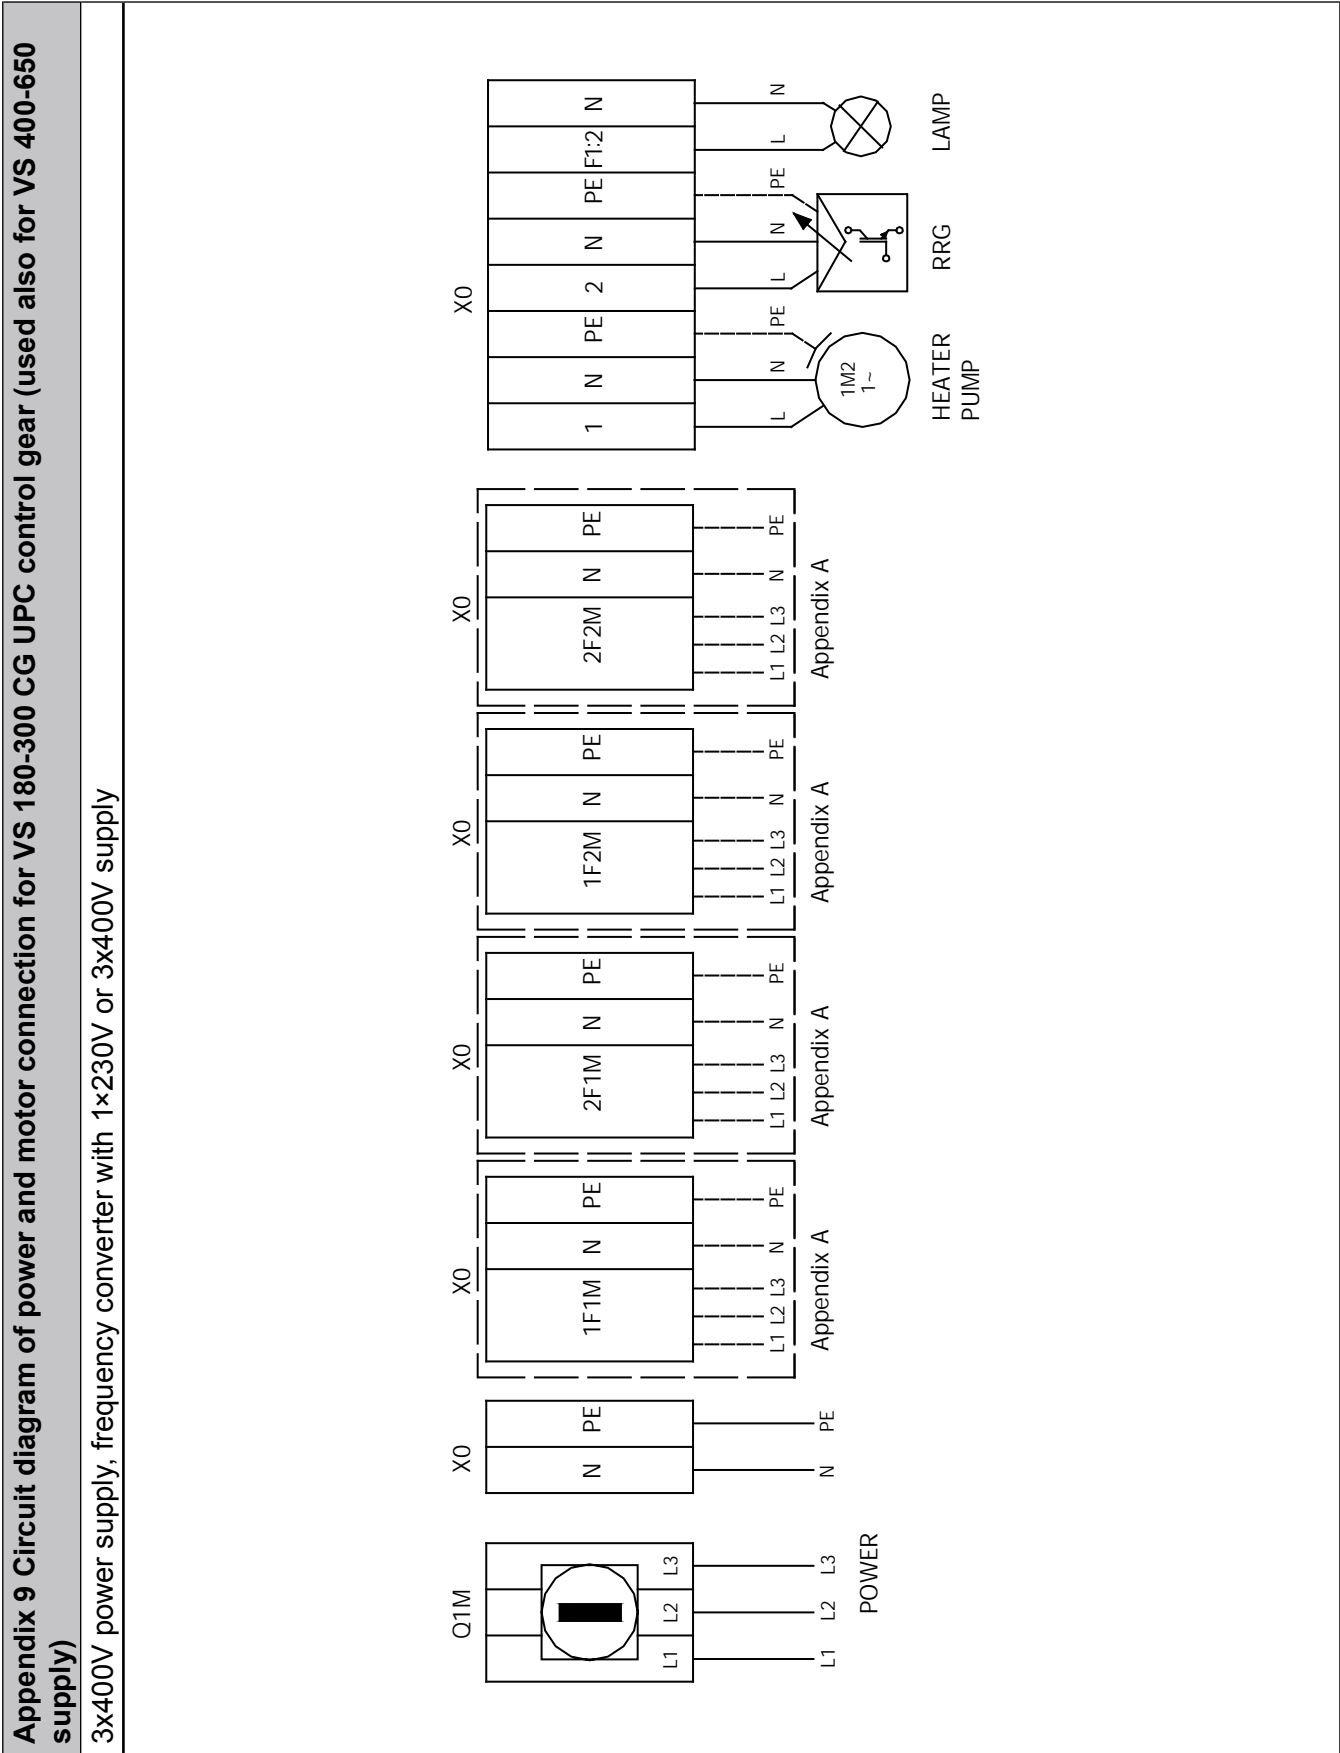 Appendix 9 Circuit diagram of power and motor connection for VS 180-300 CG UPC control gear (used also for VS 400-650
supply)
3x400V power supply, frequency converter with 1×230V or 3x400V supply
Q1M
L1 L2 L3
L1 L2 L3
POWER
X0
N PE
N PE
X0
1F1M N PE
L1 L2 L3 N PE
Appendix A
X0
2F1M N PE
L1 L2 L3 N PE
Appendix A
X0
1F2M N PE
L1 L2 L3 N PE
Appendix A
X0
2F2M N PE
L1 L2 L3 N PE
Appendix A
X0
1 N PE 2 N PE F1:2 N
L N PE L N PE L N
1M2
1~
HEATER
PUMP
RRG
LAMP